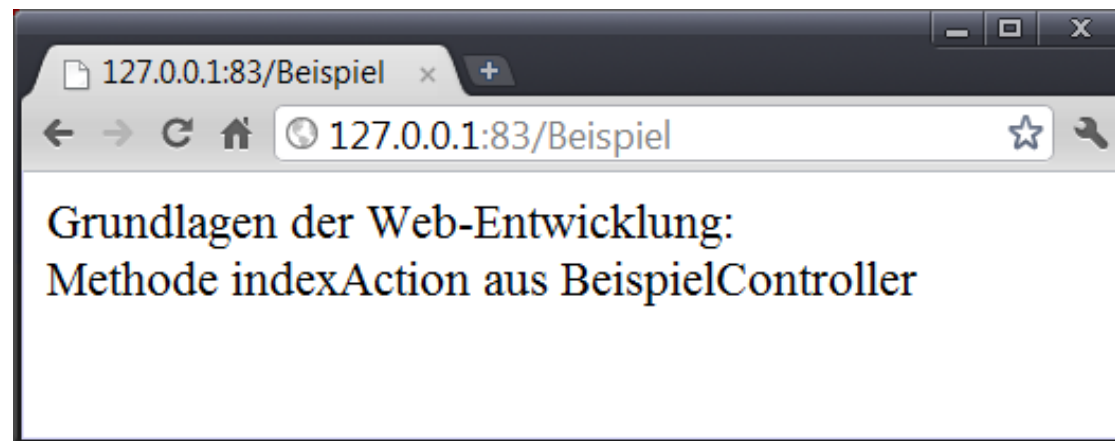 127.0.0.1:83/Beispiel
127.0.0.1:83/Beispiel
Grundlagen der Web-Entwicklung:
Methode indexAction aus BeispielController